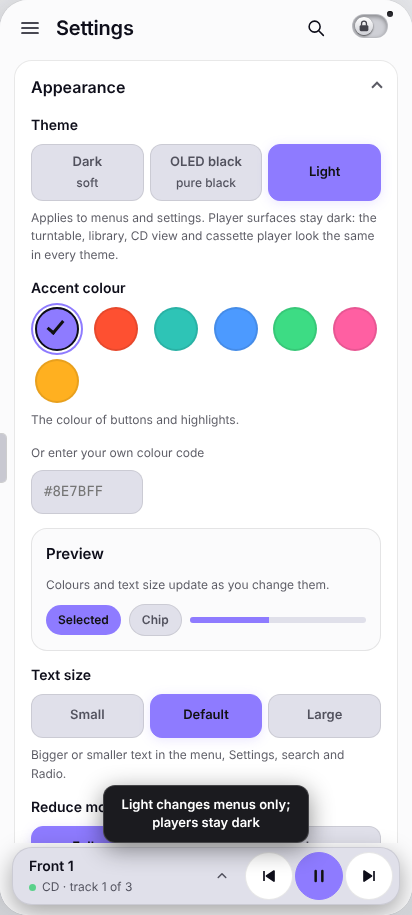 Settings
Appearance
Theme
Dark
soft
OLED black
pure black
Light
Applies to menus and settings. Player surfaces stay dark: the
turntable, library, CD view and cassette player look the same
in every theme.
Accent colour
The colour of buttons and highlights.
Or enter your own colour code
#8E7BFF
Preview
Colours and text size update as you change them.
Selected
Chip
Text size
Small
Default
Large
Bigger or smaller text in the menu, Settings, search and
Radio.
Reduce
Light changes menus only;
players stay dark
Front 1
CD · track 1 of 3